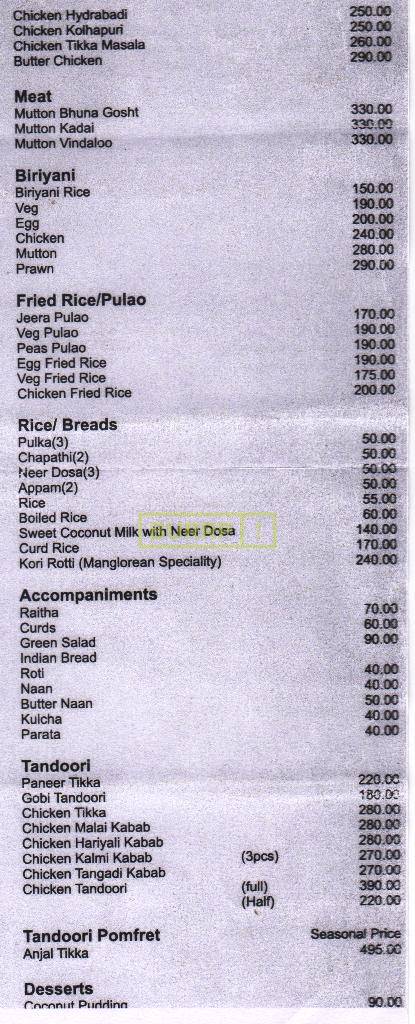 Chicken Hydrabadi 250.00
Chicken Kolhapuri 250.00
Chicken Tikka Masala 260.00
Butter Chicken 290.00
Meat
Mutton Bhuna Gosht 330.00
Mutton Kadai 330.00
Mutton Vindaloo 330.00
Biriyani
Biriyani Rice 150.00
Veg 190.00
Egg 200.00
Chicken 240.00
Mutton 280.00
Prawn 290.00
Fried Rice/Pulao
Jeera Pulao 170.00
Veg Pulao 190.00
Peas Pulao 190.00
Egg Fried Rice 190.00
Veg Fried Rice 175.00
Chicken Fried Rice 200.00
Rice/ Breads
Pulka(3) 50.00
Chapathi(2) 50.00
Neer Dosa(3) 50.00
Appam(2) 50.00
Rice 55.00
Boiled Rice 60.00
Sweet Coconut Milk with Neer Dosa 140.00
Curd Rice 170.00
Kori Rotti (Manglorean Speciality) 240.00
Accompaniments
Raitha 70.00
Curds 60.00
Green Salad 90.00
Indian Bread
Roti 40.00
Naan 40.00
Butter Naan 50.00
Kulcha 40.00
Parata 40.00
Tandoori
Paneer Tikka 220.00
Gobi Tandoori 180.00
Chicken Tikka 280.00
Chicken Malai Kabab 280.00
Chicken Hariyali Kabab 280.00
Chicken Kalmi Kabab (3pcs) 270.00
Chicken Tangadi Kabab 270.00
Chicken Tandoori (full) 390.00
(Half) 220.00
Tandoori Pomfret Seasonal Price
Anjal Tikka 495.00
Desserts
Coconut Pudding 90.00